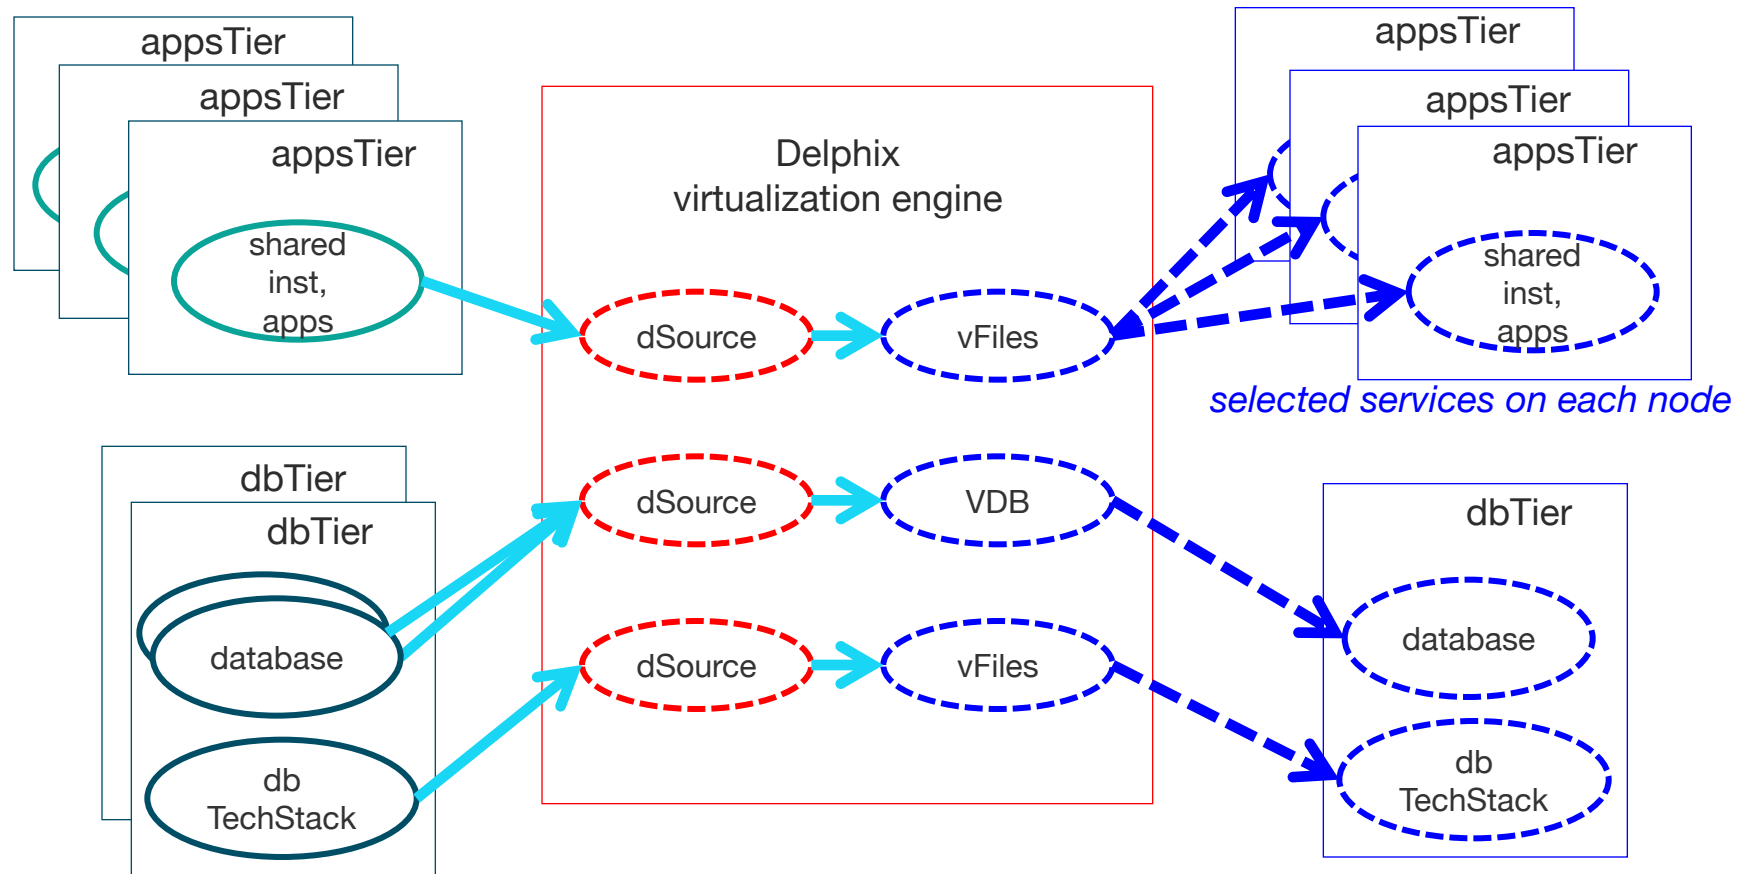 appsTier
appsTier
appsTier
shared
inst,
apps
dbTier
dbTier
database
db
TechStack
Delphix
virtualization engine
dSource
vFiles
dSource
VDB
dSource
vFiles
appsTier
appsTier
appsTier
shared
inst,
apps
selected services on each node
dbTier
database
db
TechStack